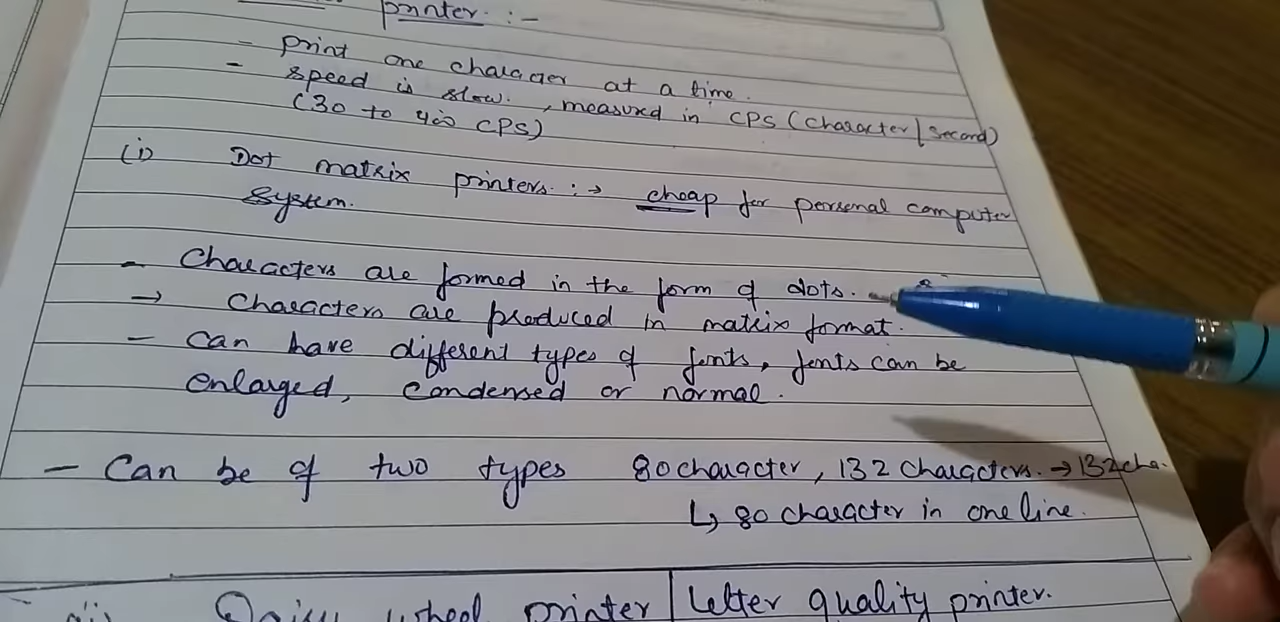 printer :-
- print one character at a time.
- speed is slow. , measured in CPS (character/second)
(30 to 400 CPS)
(i) Dot matrix printers :→ cheap for personal computer
system.
- Characters are formed in the form of dots.
→ Characters are produced in matrix format.
- Can have different types of fonts, fonts can be
enlarged, condensed or normal.
- Can be of two types 80 character, 132 characters. → 132 cha.
↳ 80 character in one line.
Daisy wheel printer | Letter quality printer.